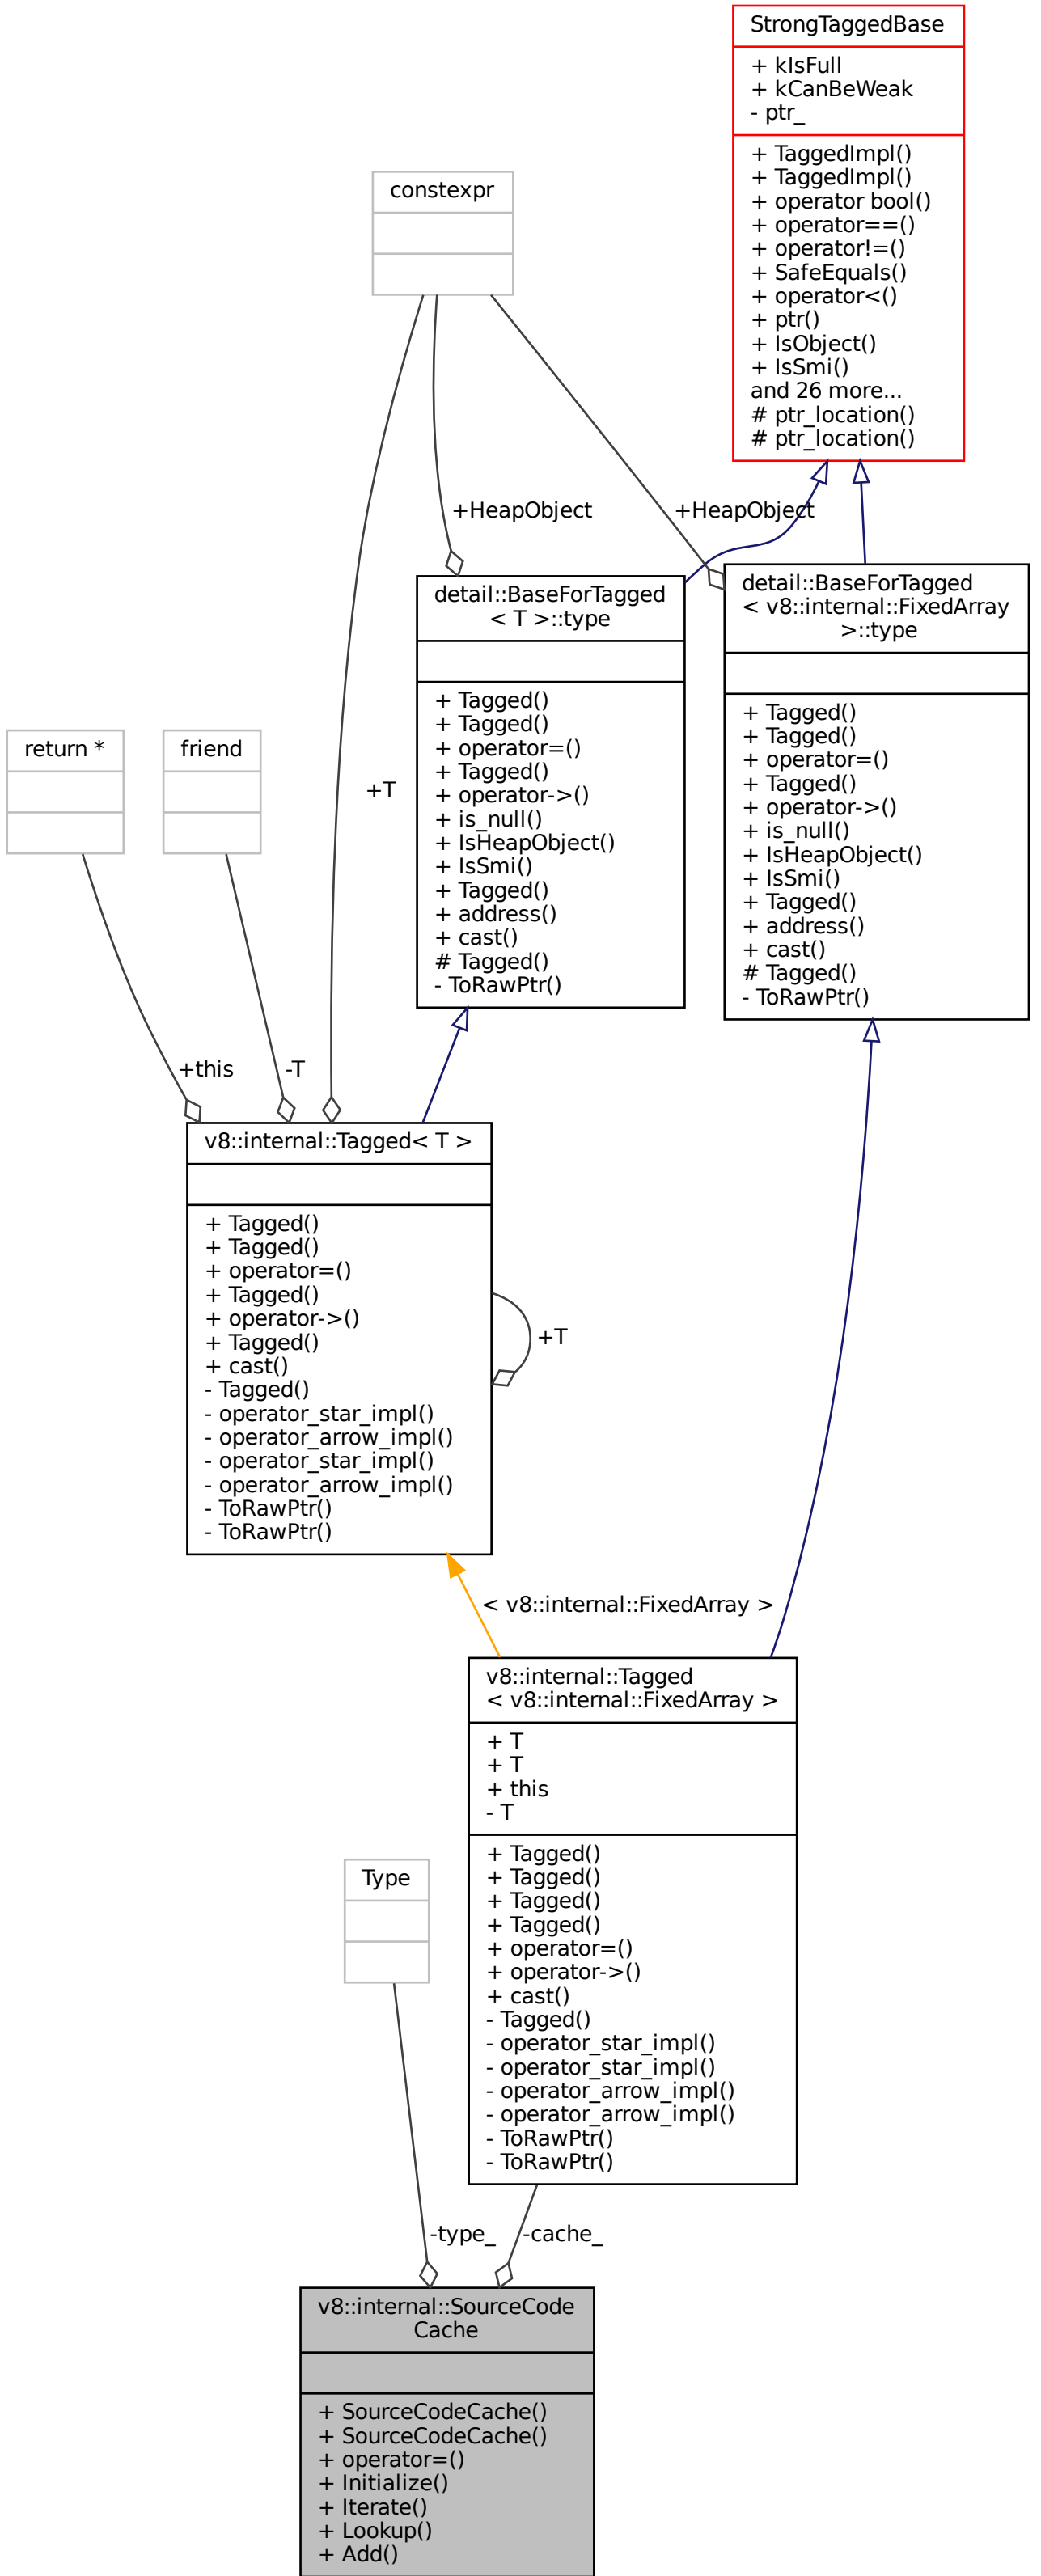 StrongTaggedBase
+ kIsFull
+ kCanBeWeak
- ptr_
+ TaggedImpl()
+ TaggedImpl()
+ operator bool()
+ operator==()
+ operator!=()
+ SafeEquals()
+ operator<()
+ ptr()
+ IsObject()
+ IsSmi()
and 26 more...
# ptr_location()
# ptr_location()
constexpr
+HeapObject
+HeapObject
detail::BaseForTagged
< T >::type
+ Tagged()
+ Tagged()
+ operator=()
+ Tagged()
+ operator->()
+ is_null()
+ IsHeapObject()
+ IsSmi()
+ Tagged()
+ address()
+ cast()
# Tagged()
- ToRawPtr()
detail::BaseForTagged
< v8::internal::FixedArray
>::type
+ Tagged()
+ Tagged()
+ operator=()
+ Tagged()
+ operator->()
+ is_null()
+ IsHeapObject()
+ IsSmi()
+ Tagged()
+ address()
+ cast()
# Tagged()
- ToRawPtr()
return *
friend
+T
+this
-T
v8::internal::Tagged< T >
+ Tagged()
+ Tagged()
+ operator=()
+ Tagged()
+ operator->()
+ Tagged()
+ cast()
- Tagged()
- operator_star_impl()
- operator_arrow_impl()
- operator_star_impl()
- operator_arrow_impl()
- ToRawPtr()
- ToRawPtr()
+T
< v8::internal::FixedArray >
v8::internal::Tagged
< v8::internal::FixedArray >
+ T
+ T
+ this
- T
+ Tagged()
+ Tagged()
+ Tagged()
+ Tagged()
+ operator=()
+ operator->()
+ cast()
- Tagged()
- operator_star_impl()
- operator_star_impl()
- operator_arrow_impl()
- operator_arrow_impl()
- ToRawPtr()
- ToRawPtr()
Type
-type_
-cache_
v8::internal::SourceCode
Cache
+ SourceCodeCache()
+ SourceCodeCache()
+ operator=()
+ Initialize()
+ Iterate()
+ Lookup()
+ Add()